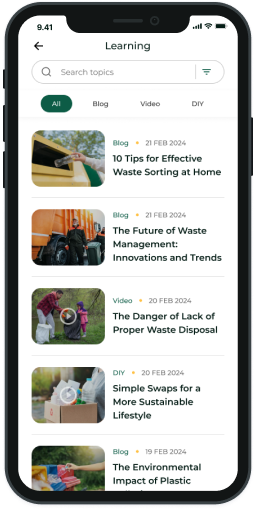 9.41
Learning
Search topics
All Blog Video DIY
Blog • 21 FEB 2024
10 Tips for Effective
Waste Sorting at Home
Blog • 21 FEB 2024
The Future of Waste
Management:
Innovations and Trends
Video • 20 FEB 2024
The Danger of Lack of
Proper Waste Disposal
DIY • 20 FEB 2024
Simple Swaps for a
More Sustainable
Lifestyle
Blog • 19 FEB 2024
The Environmental
Impact of Plastic